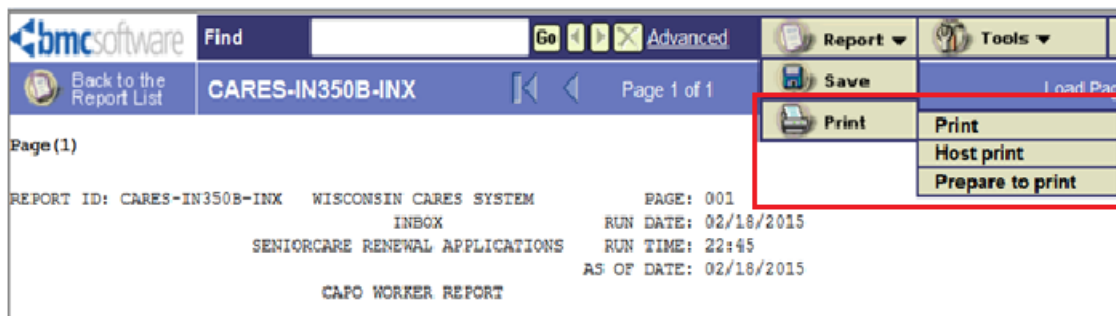 bmcsoftware Find Go Advanced Report Tools
Back to the
Report List
CARES-IN350B-INX Page 1 of 1 Save Load Pag
Print Print
Host print
Prepare to print
Page(1)
REPORT ID: CARES-IN350B-INX WISCONSIN CARES SYSTEM PAGE: 001
INBOX RUN DATE: 02/18/2015
SENIORCARE RENEWAL APPLICATIONS RUN TIME: 22:45
AS OF DATE: 02/18/2015
CAPO WORKER REPORT